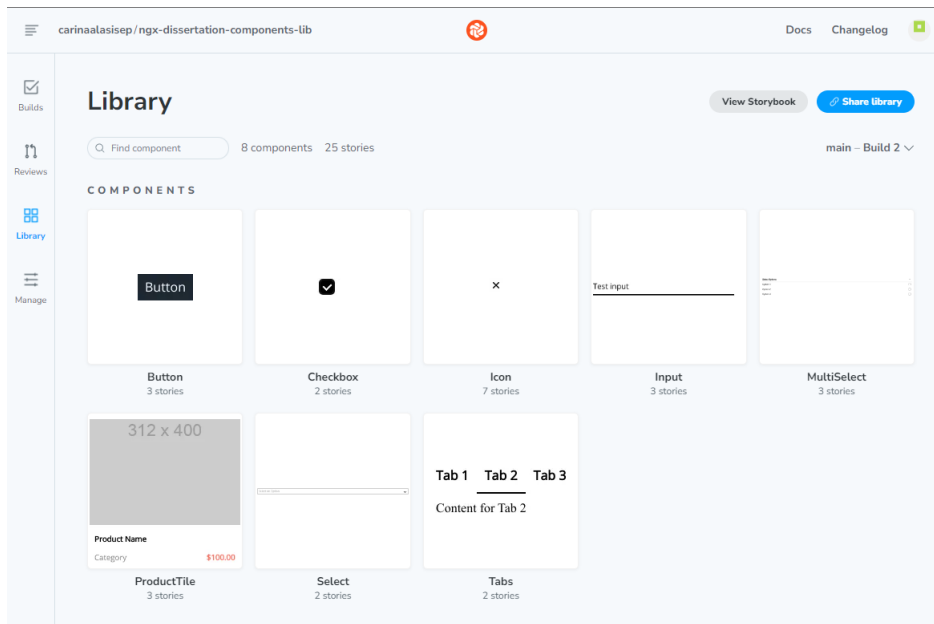 carinaalasisep/ngx-dissertation-components-lib
Docs Changelog
Builds
Reviews
Library
Manage
Library
View Storybook Share library
Find component 8 components 25 stories main – Build 2
COMPONENTS
Button
Test input
Button Checkbox Icon Input MultiSelect
3 stories 2 stories 7 stories 3 stories 3 stories
312 x 400
Tab 1 Tab 2 Tab 3
Content for Tab 2
Product Name
Category $100.00
ProductTile Select Tabs
3 stories 2 stories 2 stories